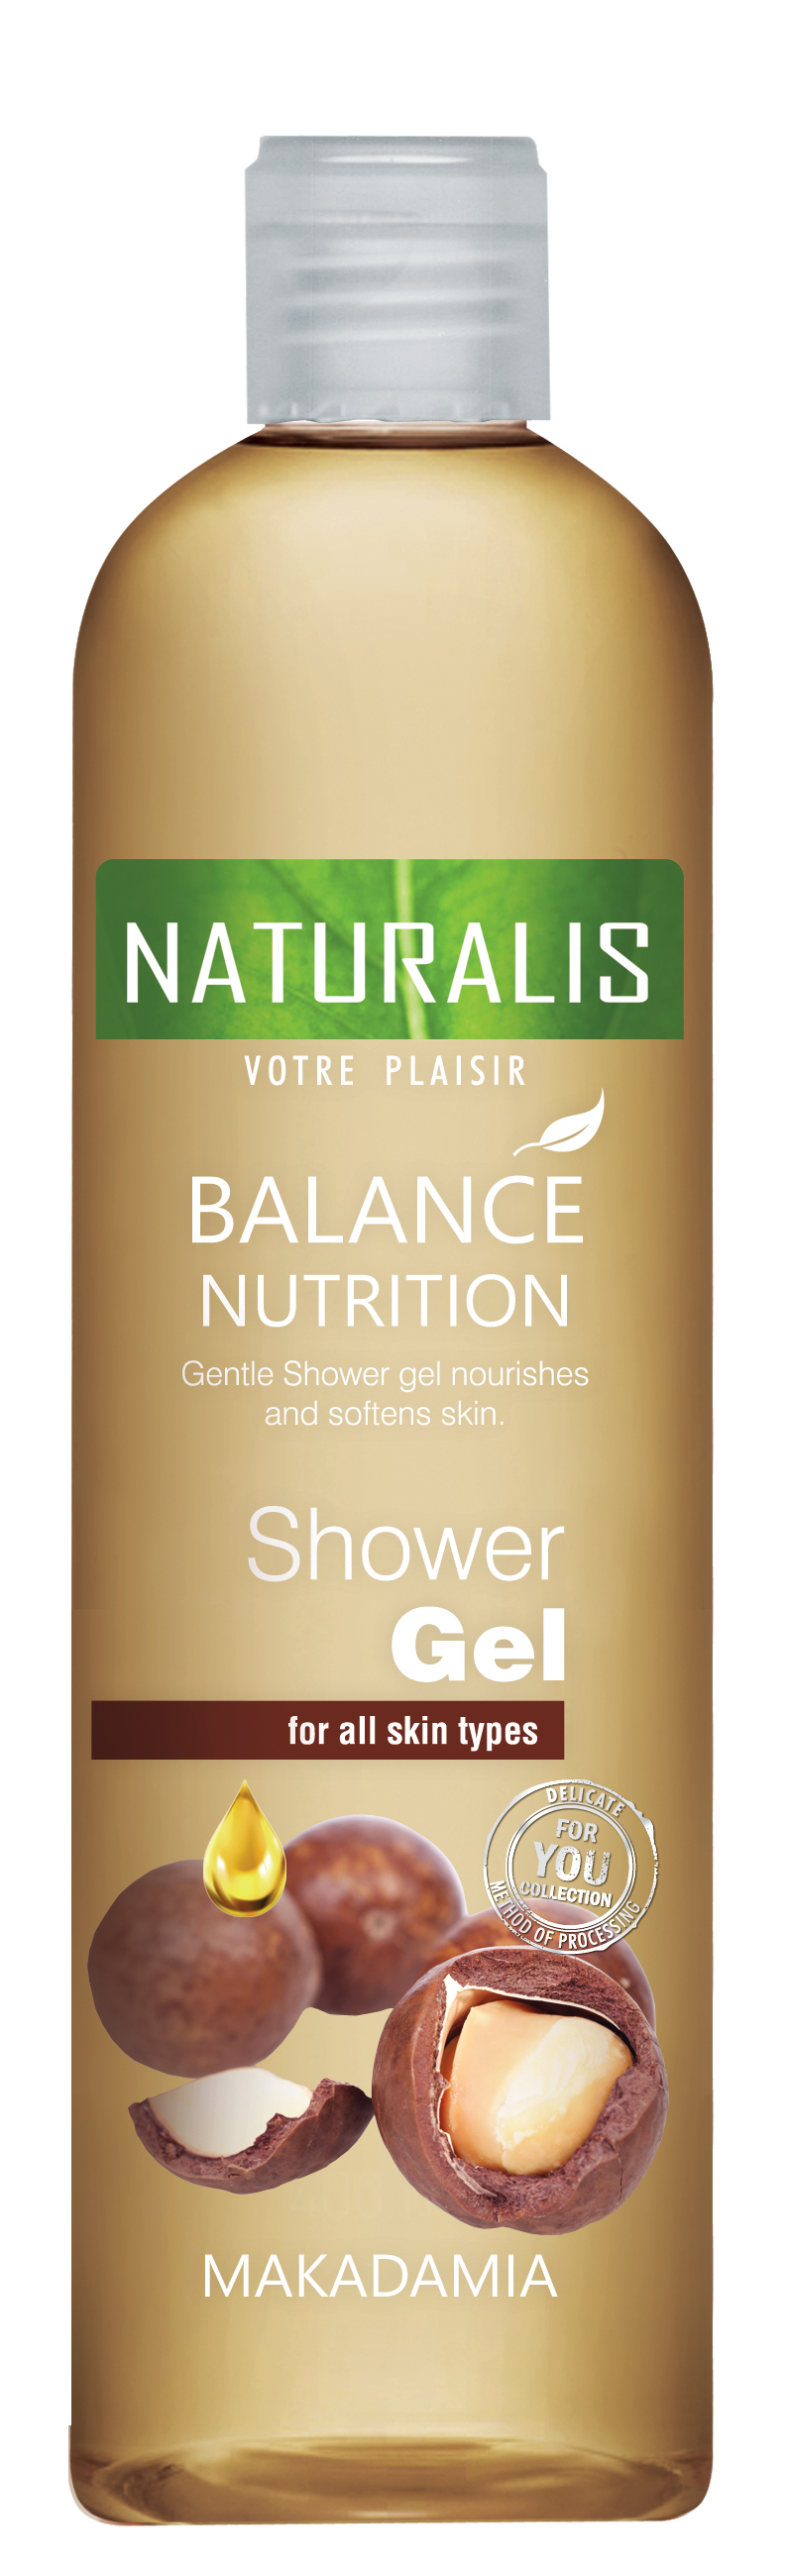 NATURALIS
VOTRE PLAISIR
BALANCE
NUTRITION
Gentle Shower gel nourishes
and softens skin.
Shower
Gel
for all skin types
DELICATE
FOR
YOU
COLLECTION
METHOD OF PROCESSING
MAKADAMIA